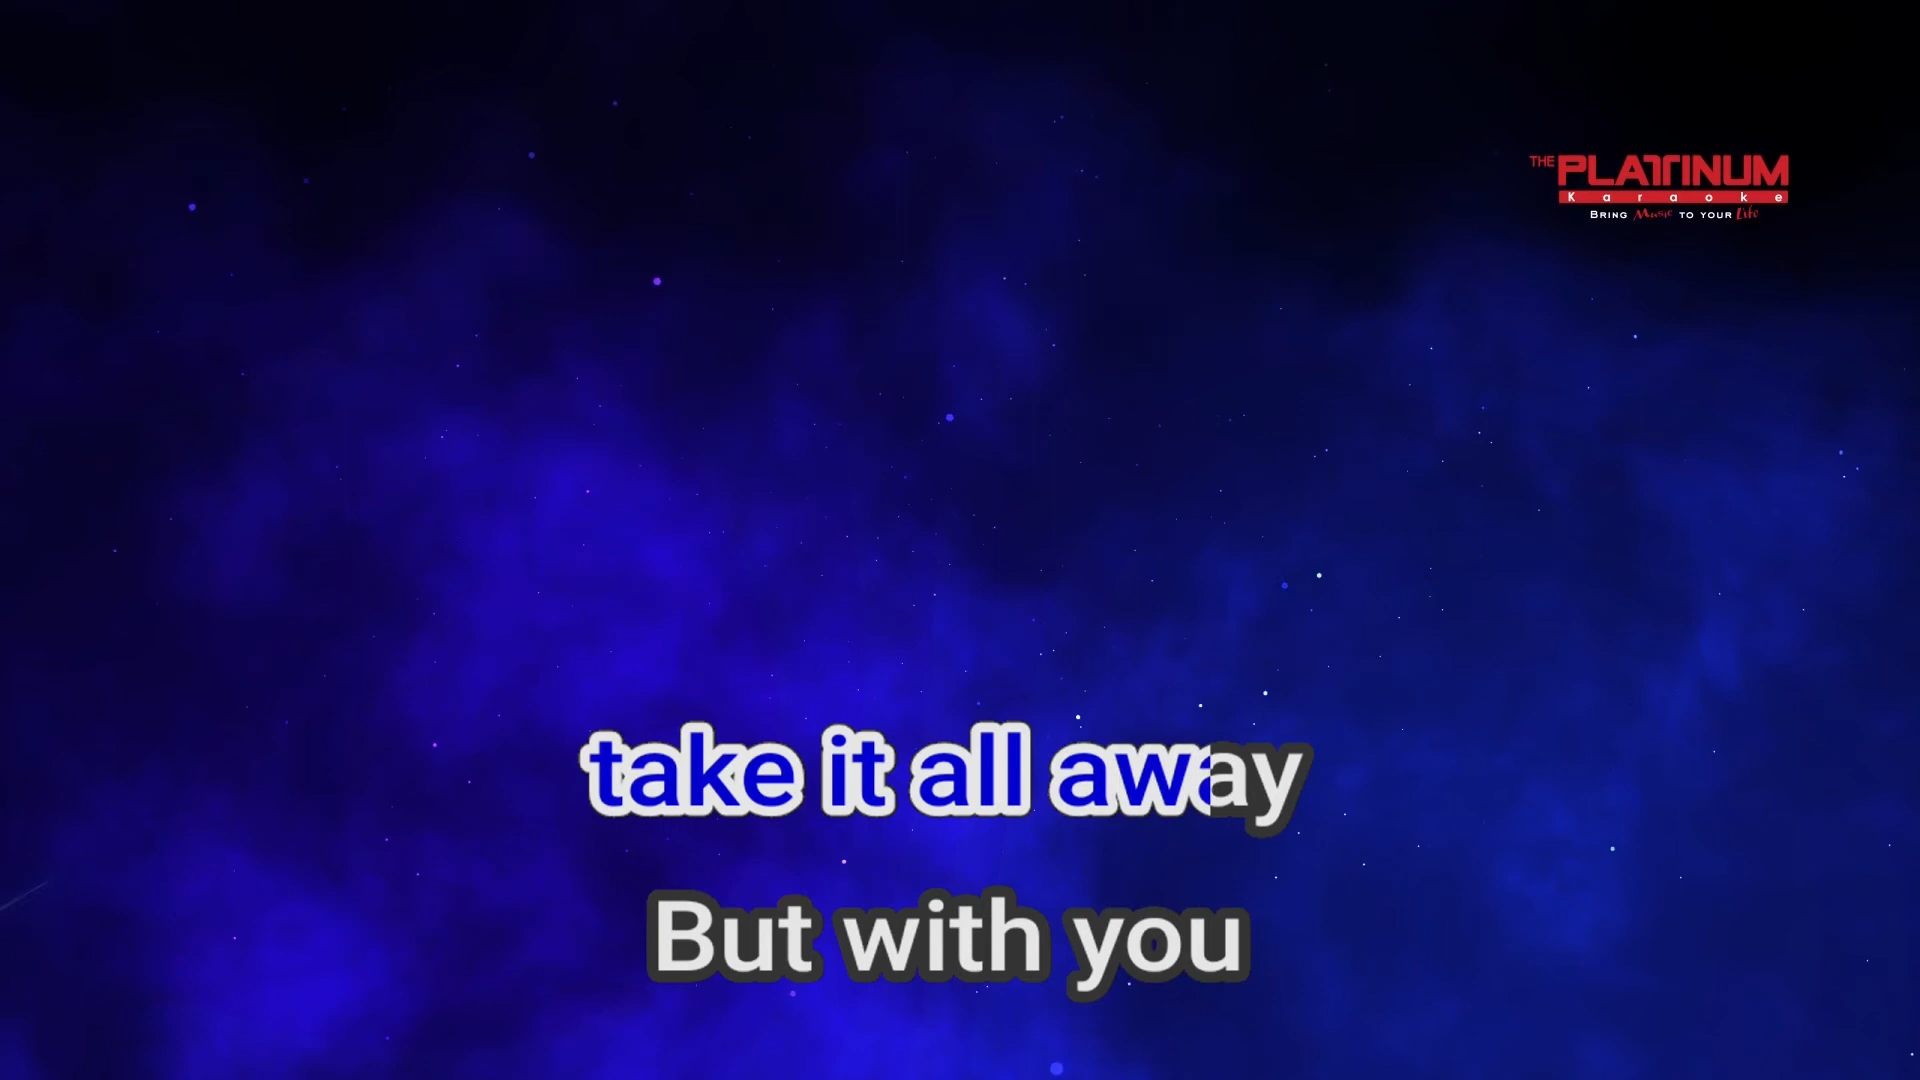 THE PLATINUM
Karaoke
BRING Music TO YOUR Life
take it all away
But with you